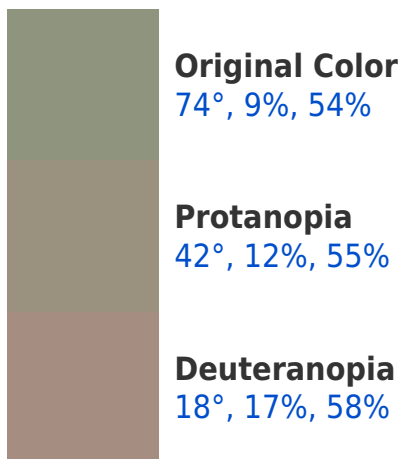 Original Color
74°, 9%, 54%
Protanopia
42°, 12%, 55%
Deuteranopia
18°, 17%, 58%